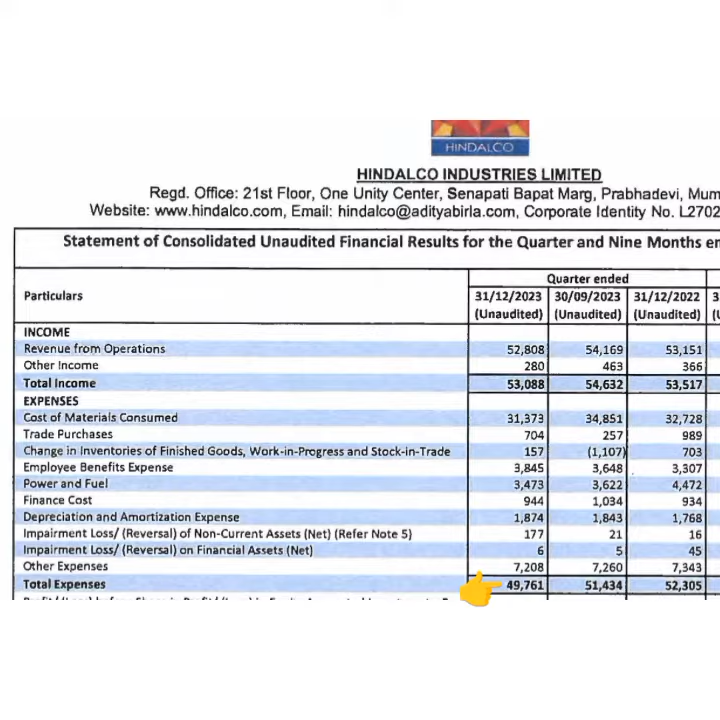 HINDALCO
HINDALCO INDUSTRIES LIMITED
Regd. Office: 21st Floor, One Unity Center, Senapati Bapat Marg, Prabhadevi, Mum
Website: www.hindalco.com, Email: hindalco@adityabirla.com, Corporate Identity No. L2702
Statement of Consolidated Unaudited Financial Results for the Quarter and Nine Months en
Quarter ended
Particulars 31/12/2023 30/09/2023 31/12/2022 3
(Unaudited) (Unaudited) (Unaudited) (U
INCOME
Revenue from Operations 52,808 54,169 53,151
Other Income 280 463 366
Total Income 53,088 54,632 53,517
EXPENSES
Cost of Materials Consumed 31,373 34,851 32,728
Trade Purchases 704 257 989
Change in Inventories of Finished Goods, Work-in-Progress and Stock-in-Trade 157 (1,107) 703
Employee Benefits Expense 3,845 3,648 3,307
Power and Fuel 3,473 3,622 4,472
Finance Cost 944 1,034 934
Depreciation and Amortization Expense 1,874 1,843 1,768
Impairment Loss/ (Reversal) of Non-Current Assets (Net) (Refer Note 5) 177 21 16
Impairment Loss/ (Reversal) on Financial Assets (Net) 6 5 45
Other Expenses 7,208 7,260 7,343
Total Expenses 49,761 51,434 52,305